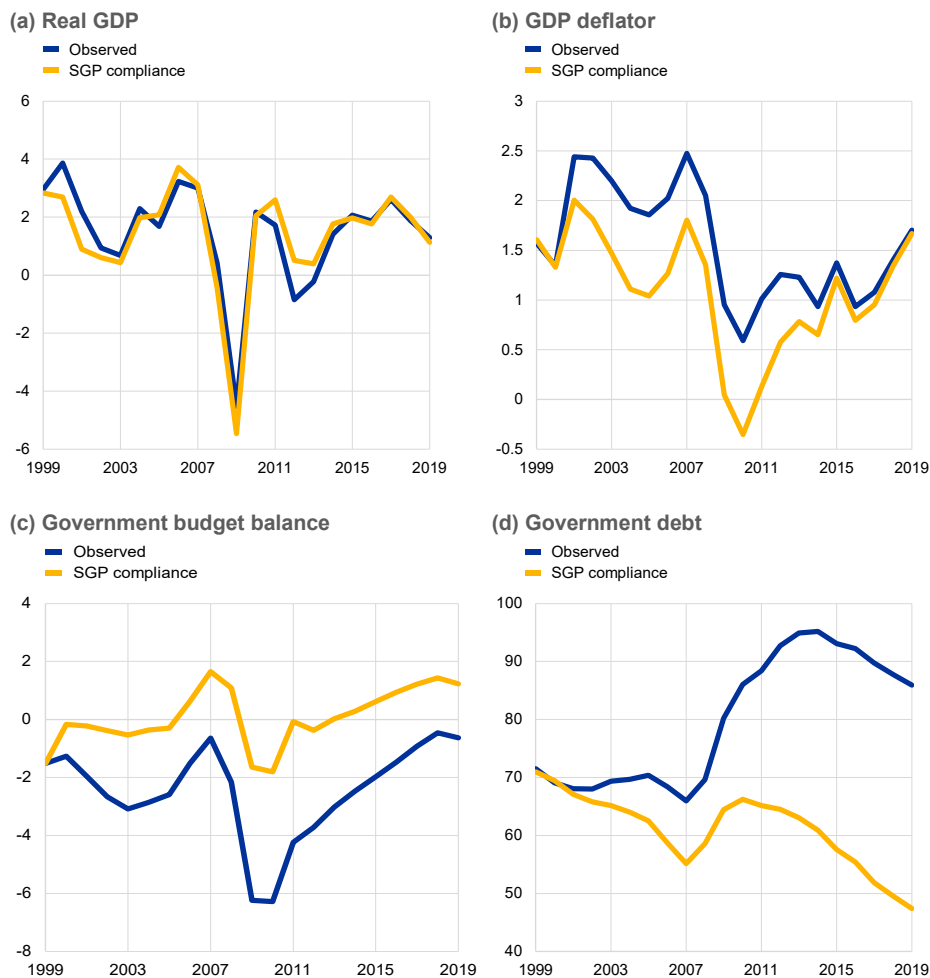 (a) Real GDP
Observed
SGP compliance
6
4
2
0
-2
-4
-6
1999 2003 2007 2011 2015 2019
(b) GDP deflator
Observed
SGP compliance
3
2.5
2
1.5
1
0.5
0
-0.5
1999 2003 2007 2011 2015 2019
(c) Government budget balance
Observed
SGP compliance
4
2
0
-2
-4
-6
-8
1999 2003 2007 2011 2015 2019
(d) Government debt
Observed
SGP compliance
100
90
80
70
60
50
40
1999 2003 2007 2011 2015 2019